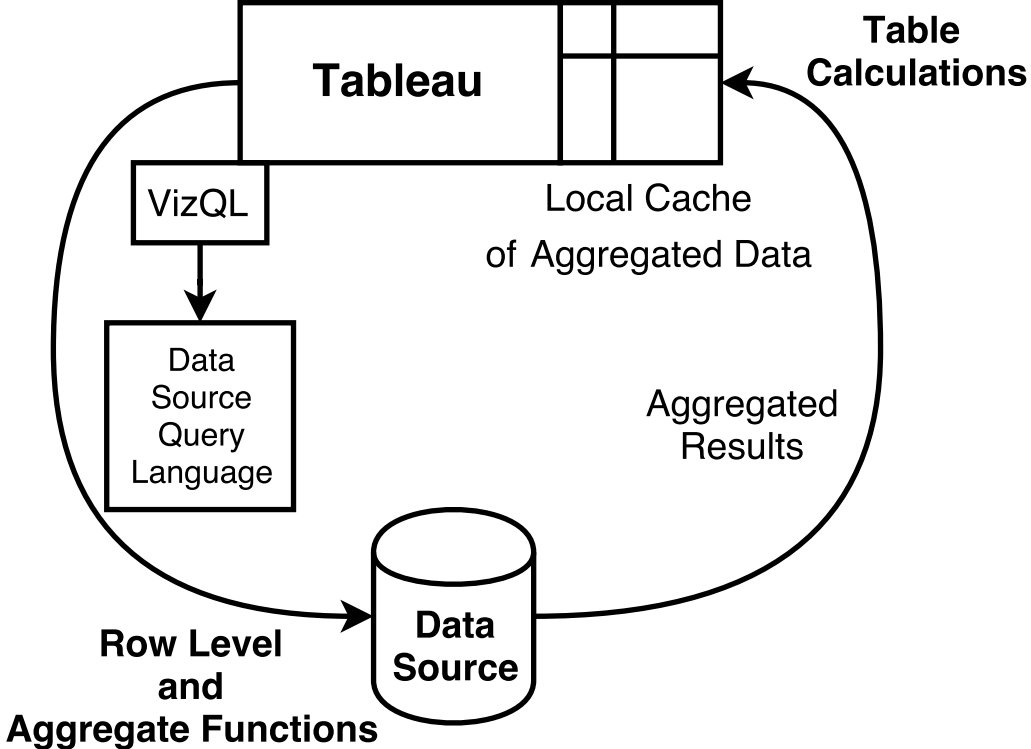 Table
Calculations
Tableau
VizQL
Local Cache
of Aggregated Data
Data
Source
Query
Language
Aggregated
Results
Data
Source
Row Level
and
Aggregate Functions